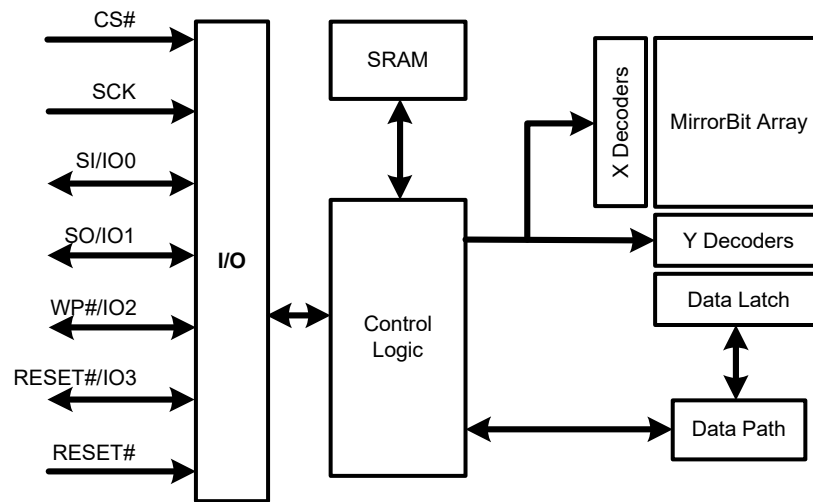 CS#
SCK
SI/IO0
SO/IO1
WP#/IO2
RESET#/IO3
RESET#
I/O
SRAM
Control
Logic
X Decoders
MirrorBit Array
Y Decoders
Data Latch
Data Path